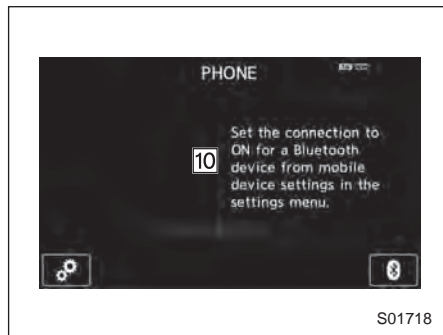 PHONE
10
Set the connection to
ON for a Bluetooth
device from mobile
device settings in the
settings menu.
S01718